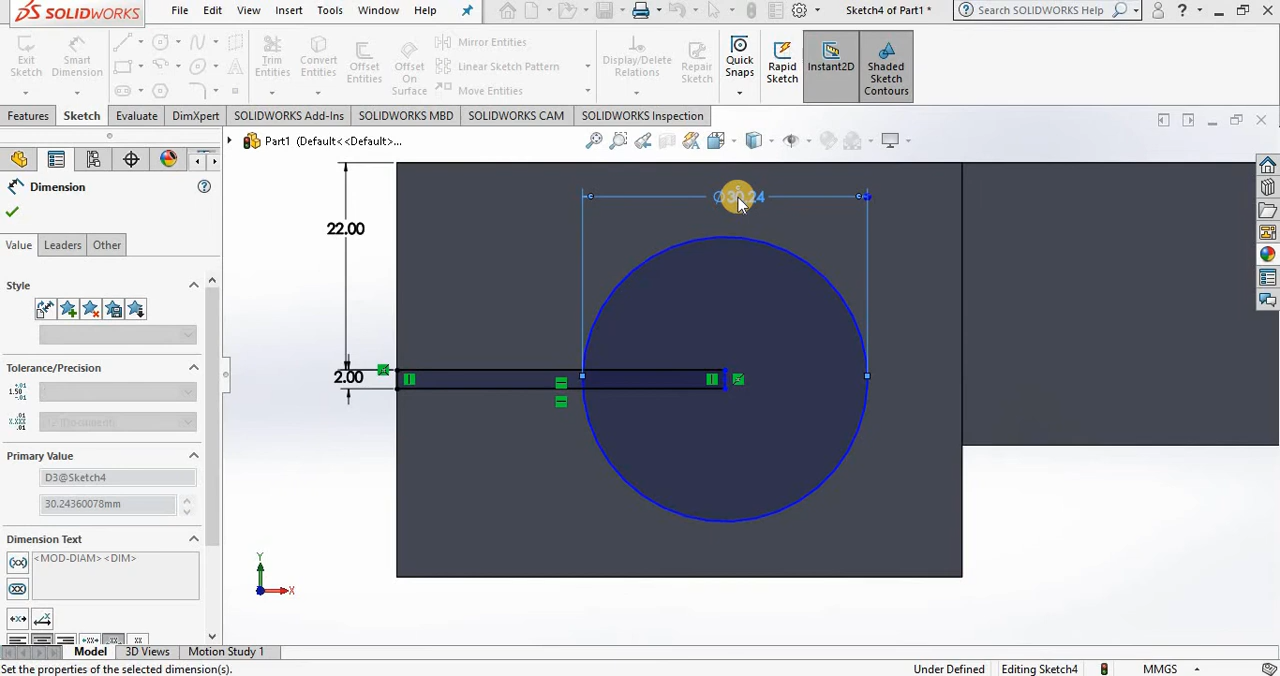 SOLIDWORKS File Edit View Insert Tools Window Help Sketch4 of Part1 * Search SOLIDWORKS Help ?
Exit Sketch
Smart Dimension
Trim Entities
Convert Entities
Offset Entities
Offset On Surface
Mirror Entities
Linear Sketch Pattern
Move Entities
Display/Delete Relations
Repair Sketch
Quick Snaps
Rapid Sketch
Instant2D
Shaded Sketch Contours
Features Sketch Evaluate DimXpert SOLIDWORKS Add-Ins SOLIDWORKS MBD SOLIDWORKS CAM SOLIDWORKS Inspection
Part1 (Default<<Default>...
Dimension
Value Leaders Other
Style
Tolerance/Precision
Primary Value
D3@Sketch4
30.24360078mm
Dimension Text
<MOD-DIAM> <DIM>
22.00
2.00
∅30.24
Y
X
Model 3D Views Motion Study 1
Set the properties of the selected dimension(s). Under Defined Editing Sketch4 MMGS